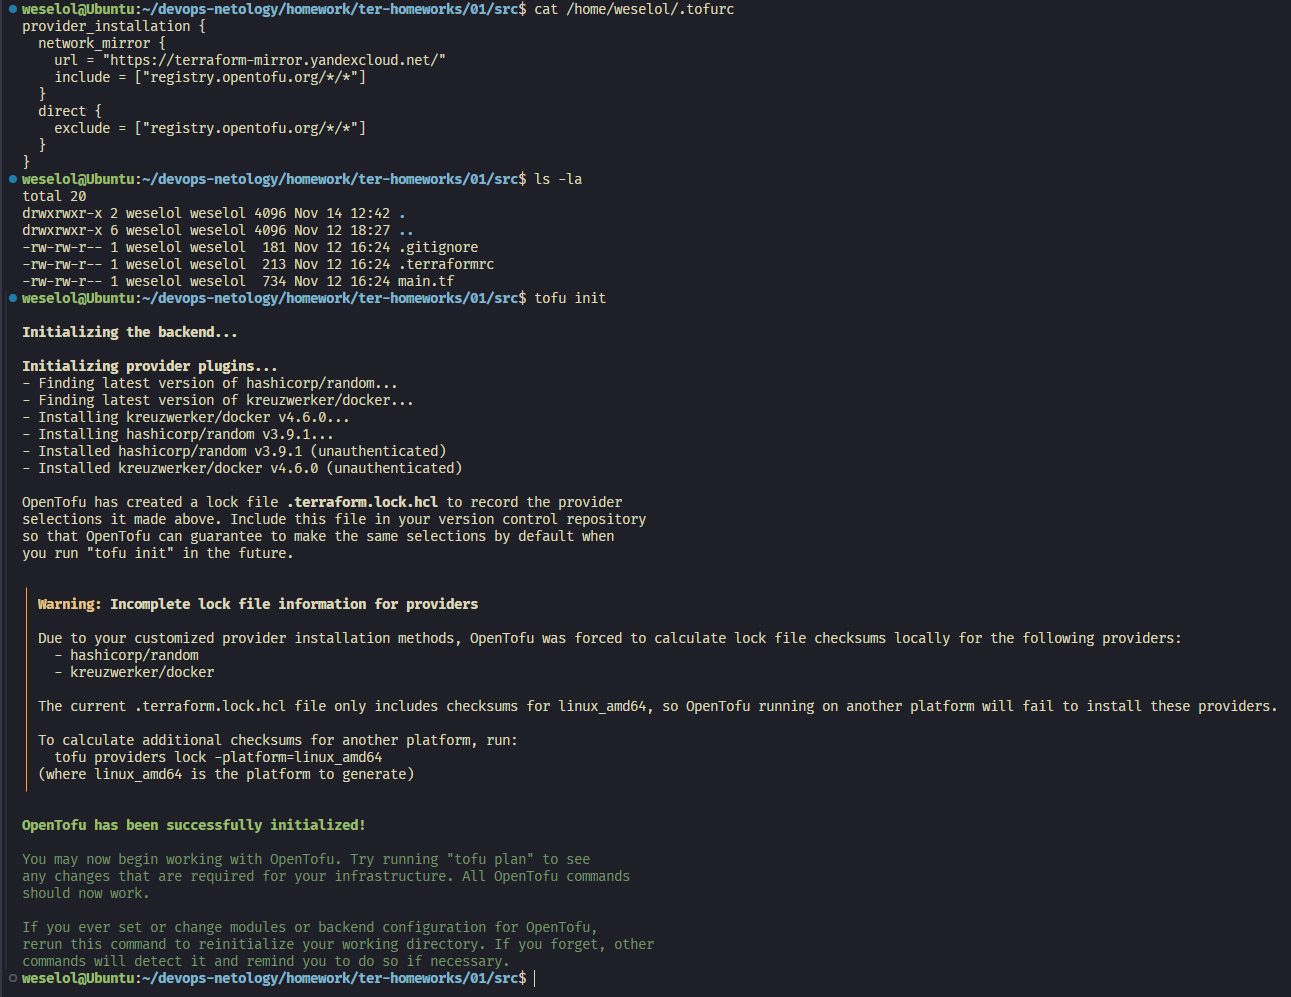 weselol@Ubuntu:~/devops-netology/homework/ter-homeworks/01/src$ cat /home/weselol/.tofurc
provider_installation {
  network_mirror {
    url = "https://terraform-mirror.yandexcloud.net/"
    include = ["registry.opentofu.org/*/*"]
  }
  direct {
    exclude = ["registry.opentofu.org/*/*"]
  }
}
weselol@Ubuntu:~/devops-netology/homework/ter-homeworks/01/src$ ls -la
total 20
drwxrwxr-x 2 weselol weselol 4096 Nov 14 12:42 .
drwxrwxr-x 6 weselol weselol 4096 Nov 12 18:27 ..
-rw-rw-r-- 1 weselol weselol  181 Nov 12 16:24 .gitignore
-rw-rw-r-- 1 weselol weselol  213 Nov 12 16:24 .terraformrc
-rw-rw-r-- 1 weselol weselol  734 Nov 12 16:24 main.tf
weselol@Ubuntu:~/devops-netology/homework/ter-homeworks/01/src$ tofu init
Initializing the backend...
Initializing provider plugins...
- Finding latest version of hashicorp/random...
- Finding latest version of kreuzwerker/docker...
- Installing kreuzwerker/docker v4.6.0...
- Installing hashicorp/random v3.9.1...
- Installed hashicorp/random v3.9.1 (unauthenticated)
- Installed kreuzwerker/docker v4.6.0 (unauthenticated)
OpenTofu has created a lock file .terraform.lock.hcl to record the provider
selections it made above. Include this file in your version control repository
so that OpenTofu can guarantee to make the same selections by default when
you run "tofu init" in the future.
Warning: Incomplete lock file information for providers
Due to your customized provider installation methods, OpenTofu was forced to calculate lock file checksums locally for the following providers:
  - hashicorp/random
  - kreuzwerker/docker
The current .terraform.lock.hcl file only includes checksums for linux_amd64, so OpenTofu running on another platform will fail to install these providers.
To calculate additional checksums for another platform, run:
  tofu providers lock -platform=linux_amd64
(where linux_amd64 is the platform to generate)
OpenTofu has been successfully initialized!
You may now begin working with OpenTofu. Try running "tofu plan" to see
any changes that are required for your infrastructure. All OpenTofu commands
should now work.
If you ever set or change modules or backend configuration for OpenTofu,
rerun this command to reinitialize your working directory. If you forget, other
commands will detect it and remind you to do so if necessary.
weselol@Ubuntu:~/devops-netology/homework/ter-homeworks/01/src$